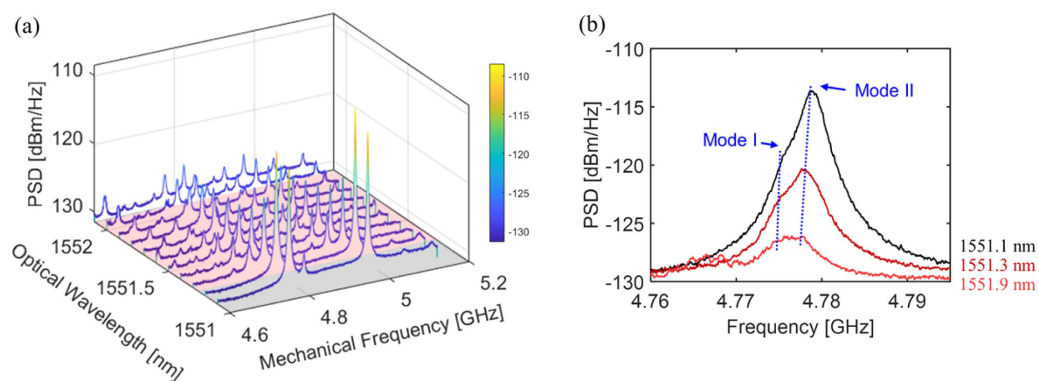 (a)
PSD [dBm/Hz]
110
120
130
1552
1551.5
1551
Optical Wavelength [nm]
4.6
4.8
5
5.2
Mechanical Frequency [GHz]
-110
-115
-120
-125
-130
(b)
PSD [dBm/Hz]
-110
-115
-120
-125
-130
Mode I
Mode II
1551.1 nm
1551.3 nm
1551.9 nm
4.76
4.77
4.78
4.79
Frequency [GHz]